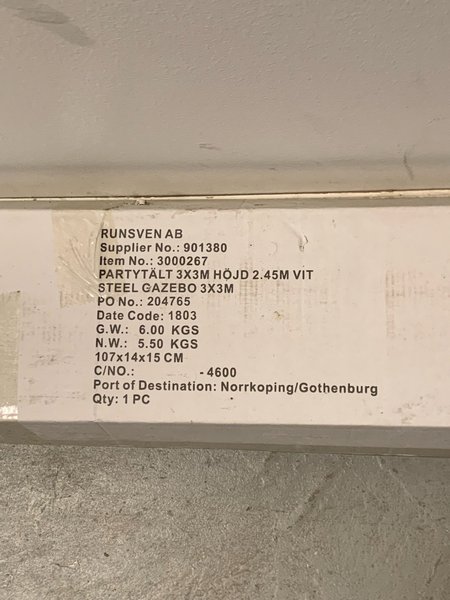 RUNSVEN AB
Supplier No.: 901380
Item No.: 3000267
PARTYTÄLT 3X3M HÖJD 2.45M VIT
STEEL GAZEBO 3X3M
PO No.: 204765
Date Code: 1803
G.W.: 6.00 KGS
N.W.: 5.50 KGS
107x14x15 CM
C/NO.: - 4600
Port of Destination: Norrkoping/Gothenburg
Qty: 1 PC